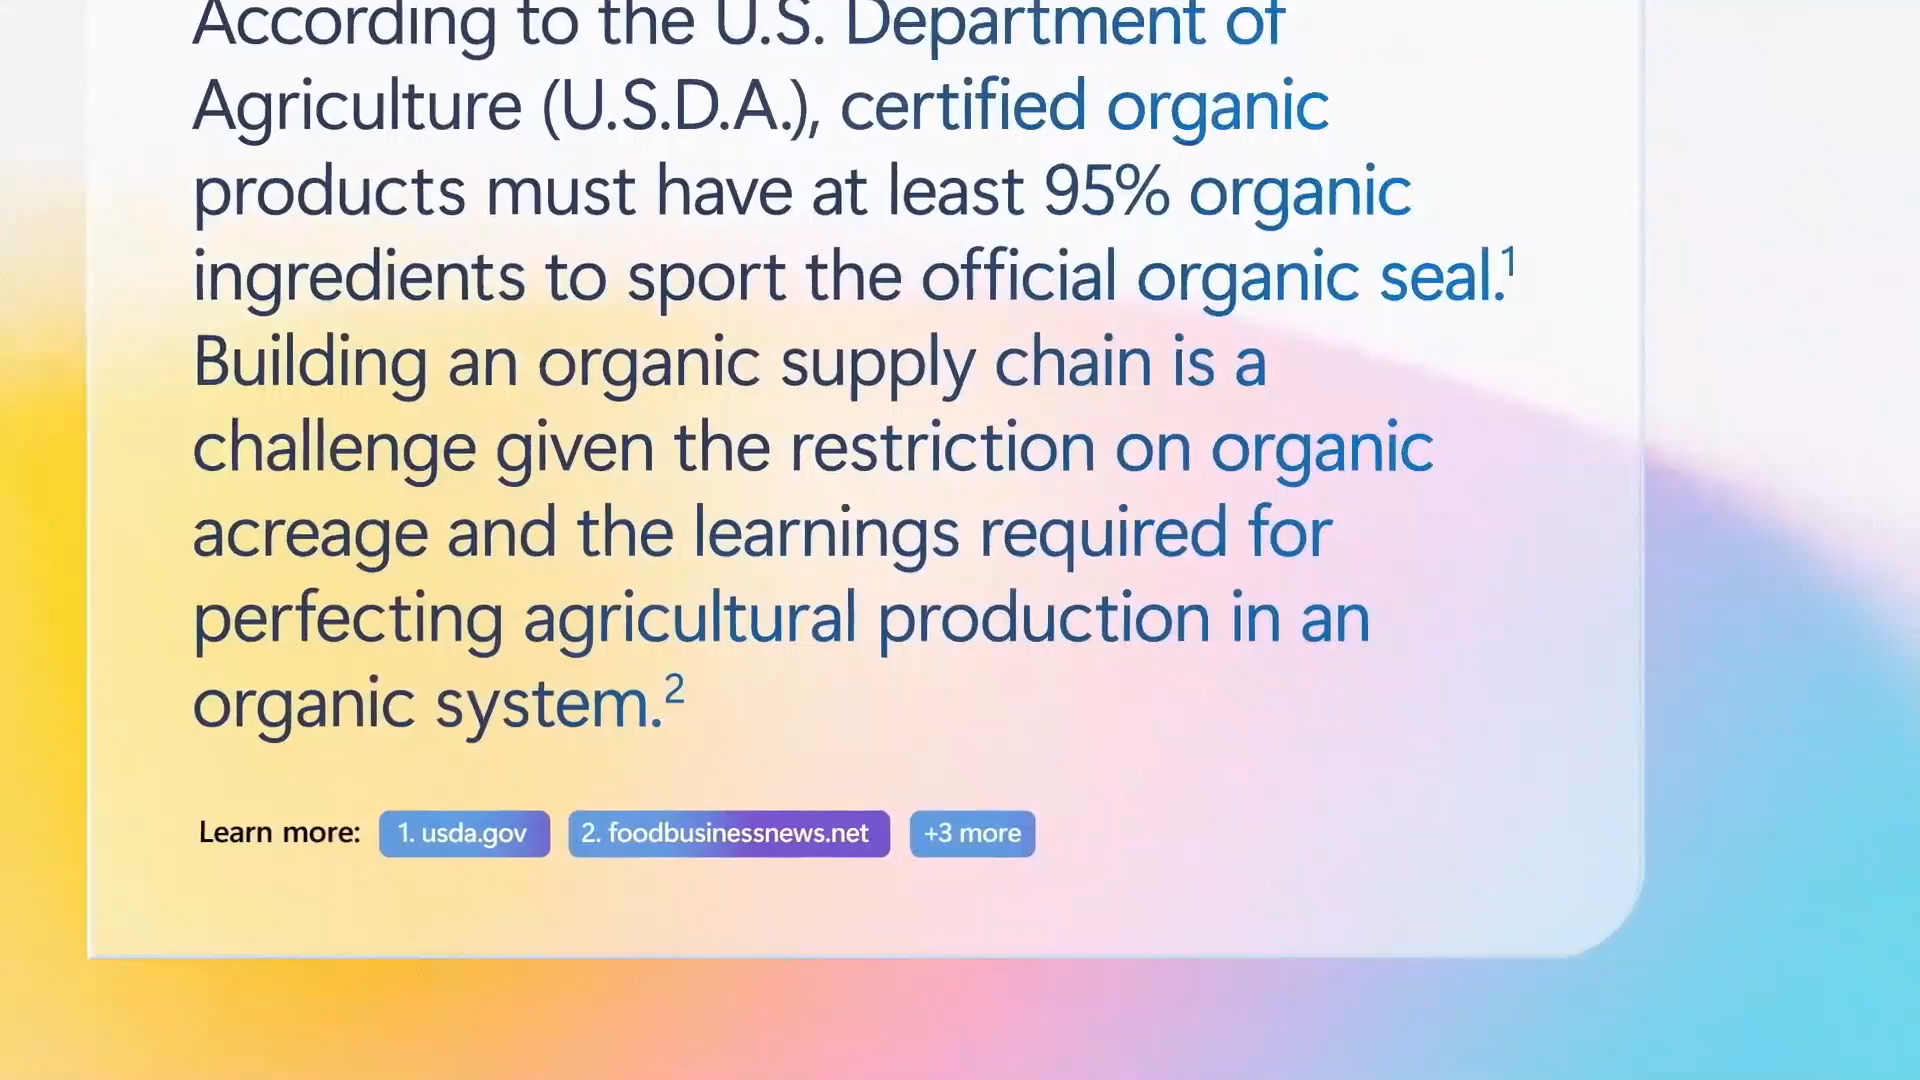 According to the U.S. Department of
Agriculture (U.S.D.A.), certified organic
products must have at least 95% organic
ingredients to sport the official organic seal.¹
Building an organic supply chain is a
challenge given the restriction on organic
acreage and the learnings required for
perfecting agricultural production in an
organic system.²
Learn more: 1. usda.gov 2. foodbusinessnews.net +3 more